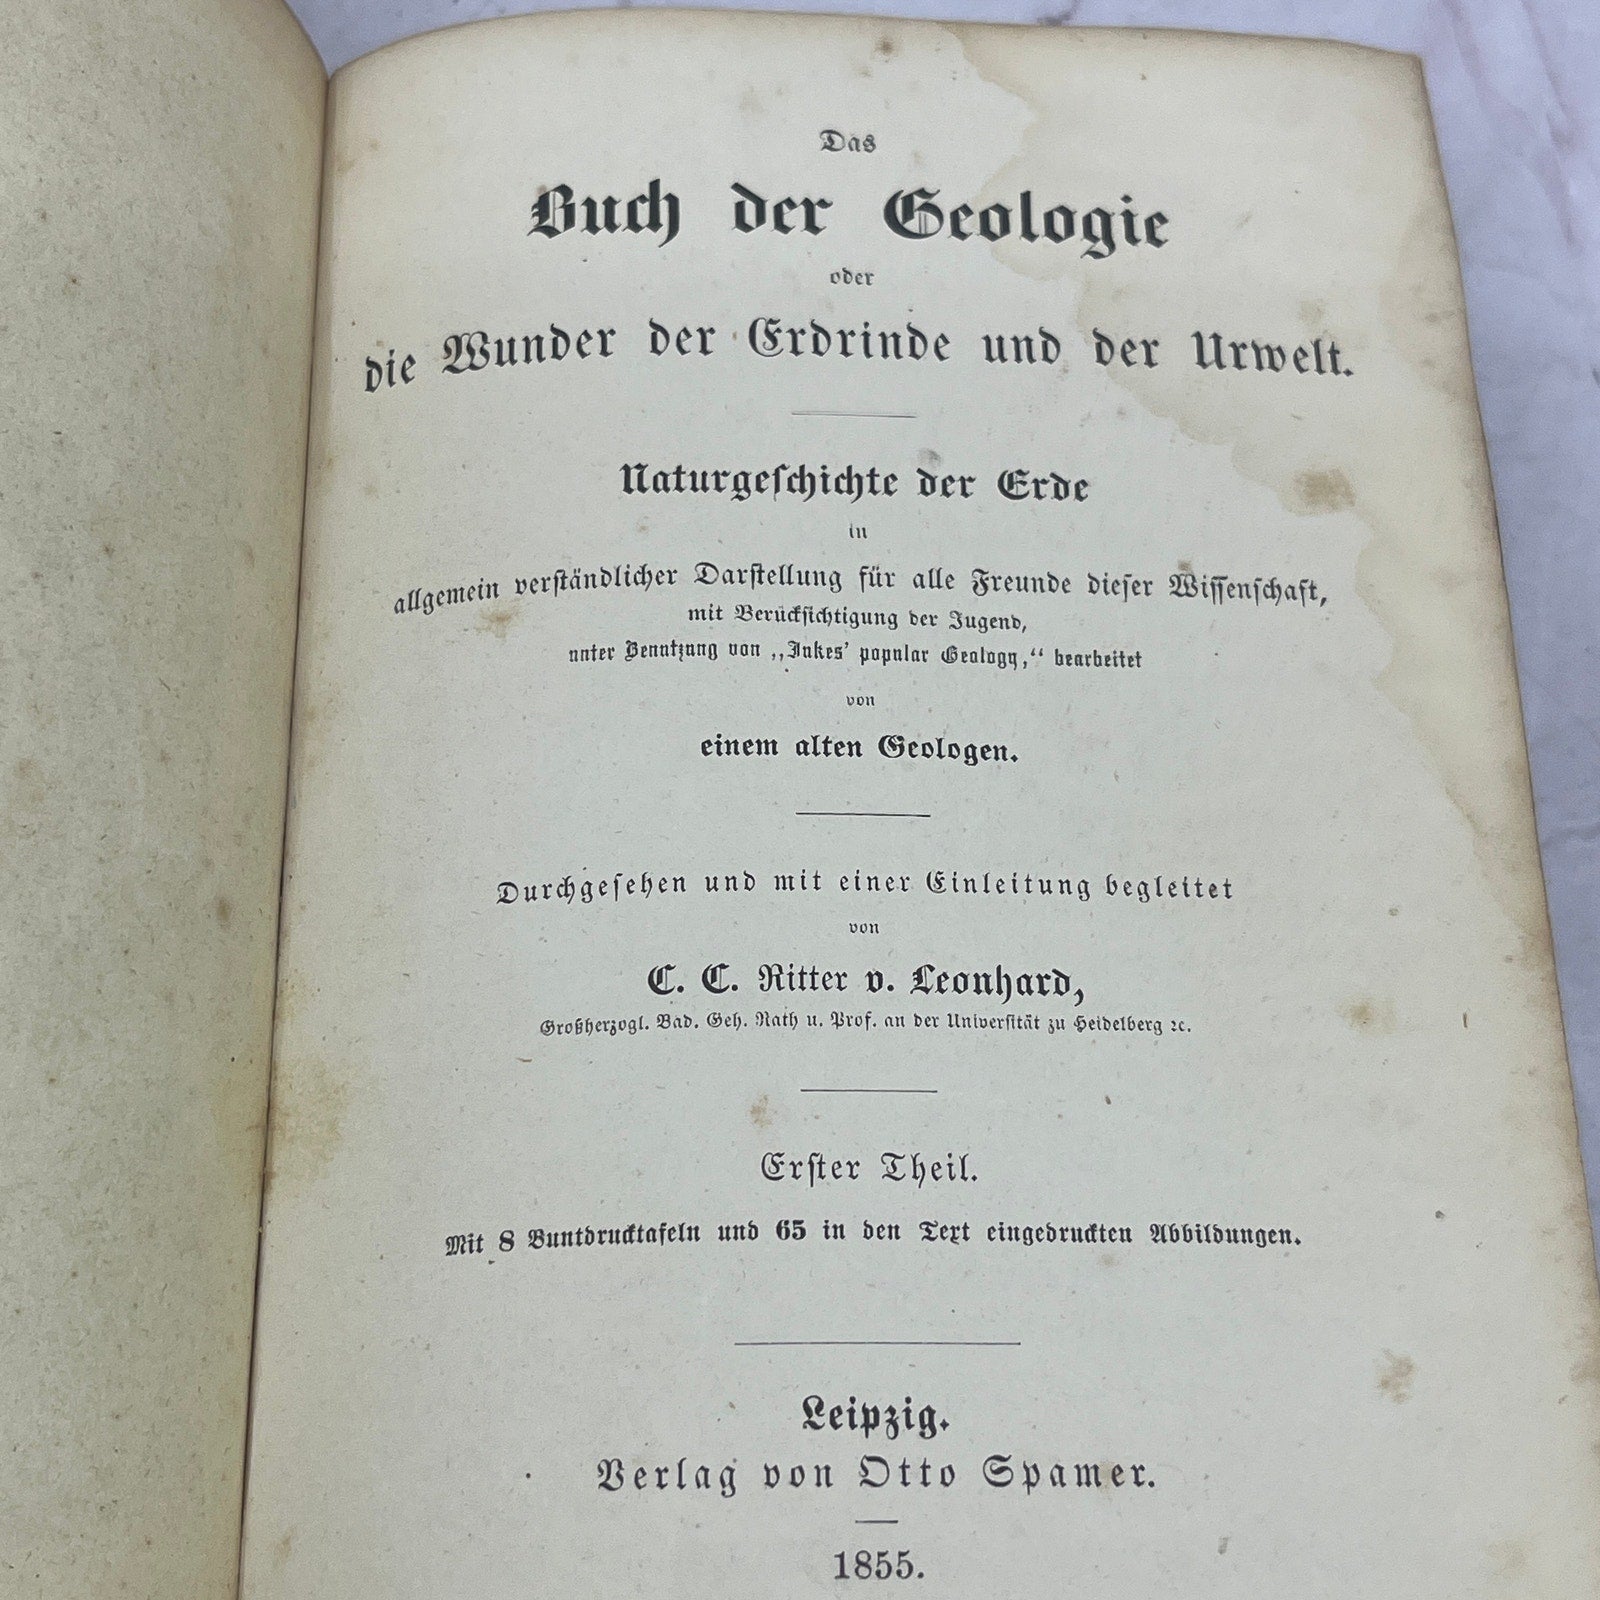 Das
Buch der Geologie
oder
die Wunder der Erdrinde und der Urwelt.
Naturgeſchichte der Erde
in
allgemein verſtändlicher Darſtellung für alle Freunde dieſer Wiſſenſchaft,
mit Berückſichtigung der Jugend,
unter Benutzung von „Jukes' popular Geology,“ bearbeitet
von
einem alten Geologen.
Durchgeſehen und mit einer Einleitung begleitet
von
C. C. Ritter v. Leonhard,
Großherzogl. Bad. Geh. Rath u. Prof. an der Univerſität zu Heidelberg ꝛc.
Erſter Theil.
Mit 8 Buntdrucktafeln und 65 in den Text eingedruckten Abbildungen.
Leipzig.
Verlag von Otto Spamer.
1855.